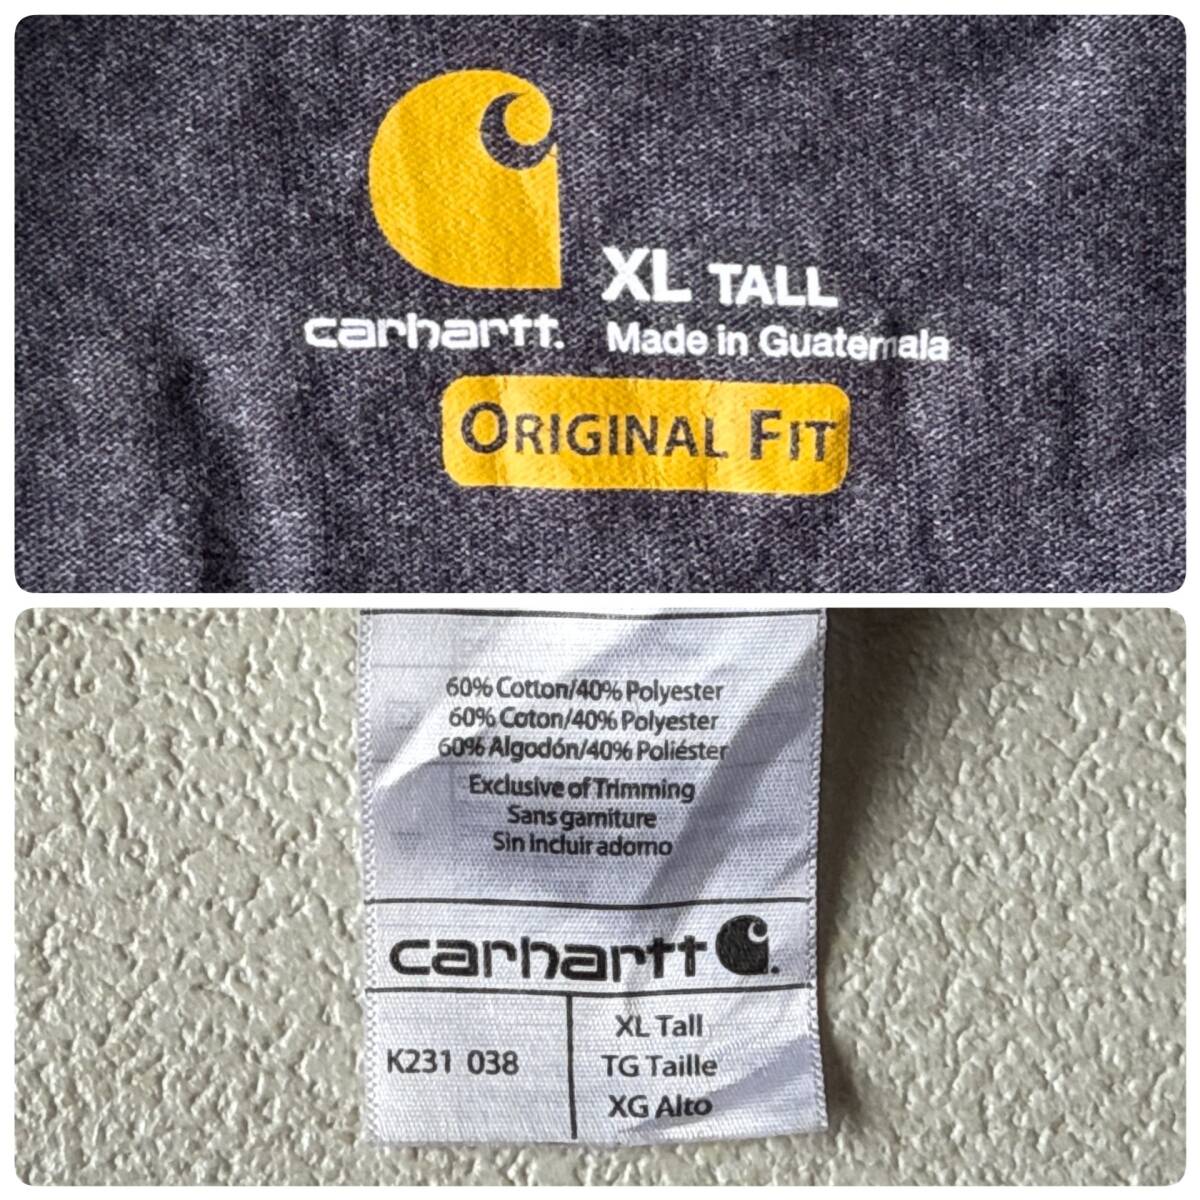 XL TALL
carhartt. Made in Guatemala
ORIGINAL FIT
60% Cotton/40% Polyester
60% Coton/40% Polyester
60% Algodón/40% Poliéster
Exclusive of Trimming
Sans garniture
Sin Incluir adorno
carhartt
K231 038
XL Tall
TG Taille
XG Alto